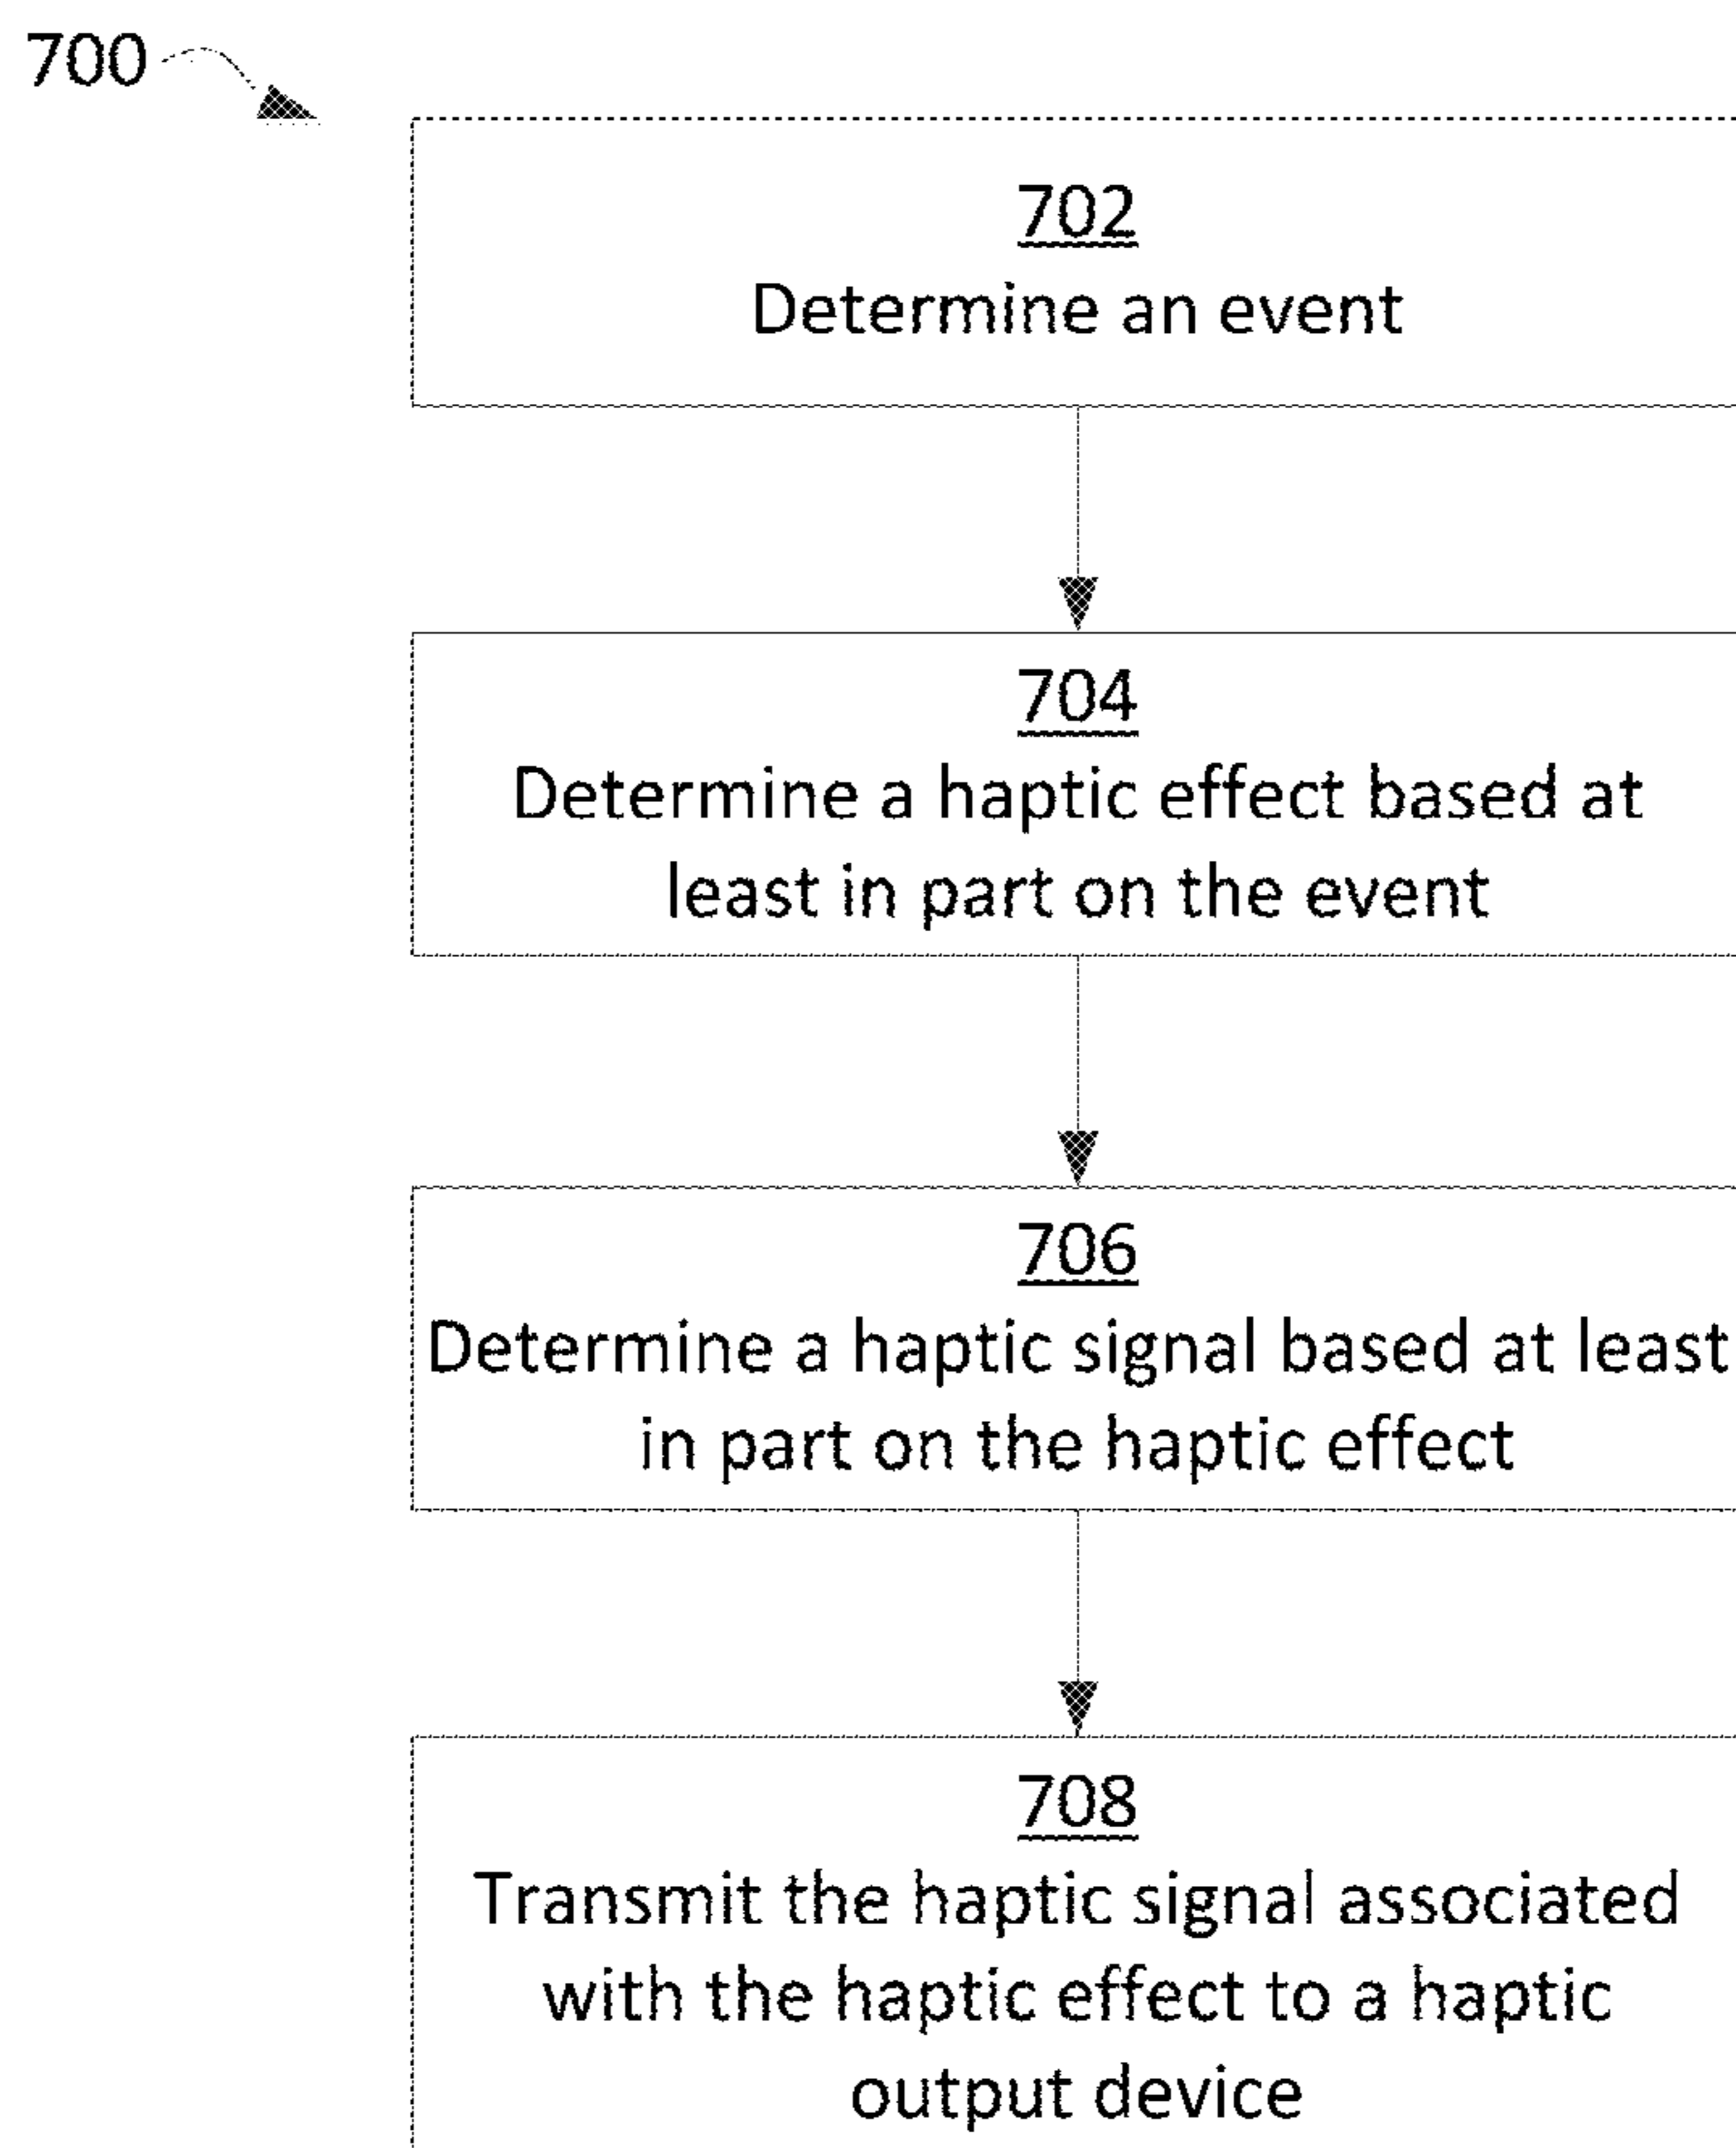 700
702
Determine an event
704
Determine a haptic effect based at
least in part on the event
706
Determine a haptic signal based at least
in part on the haptic effect
708
Transmit the haptic signal associated
with the haptic effect to a haptic
output device